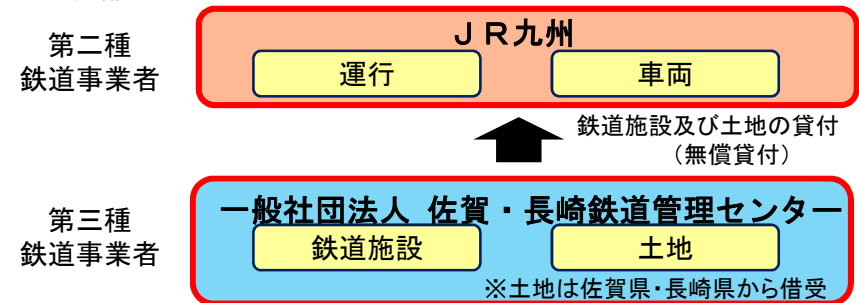 第二種
鉄道事業者
ＪＲ九州
運行
車両
鉄道施設及び土地の貸付
（無償貸付）
第三種
鉄道事業者
一般社団法人 佐賀・長崎鉄道管理センター
鉄道施設
土地
※土地は佐賀県・長崎県から借受